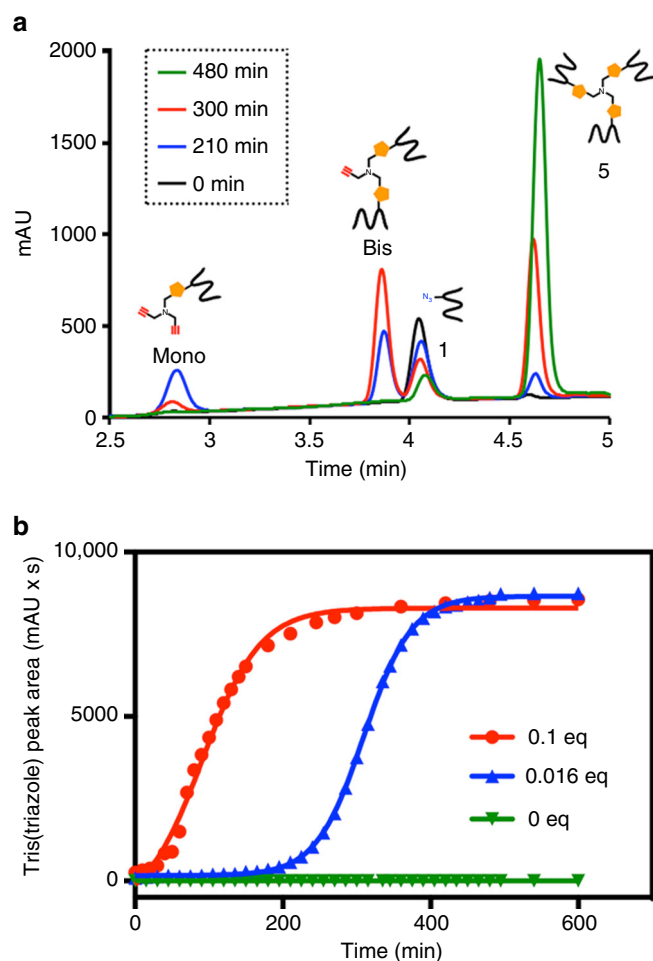 a
2000
1500
1000
500
0
mAU
480 min
300 min
210 min
0 min
N
Mono
N
Bis
N3
1
N
5
2.5 3 3.5 4 4.5 5
Time (min)
b
10,000
5000
0
Tris(triazole) peak area (mAU x s)
0.1 eq
0.016 eq
0 eq
0 200 400 600
Time (min)